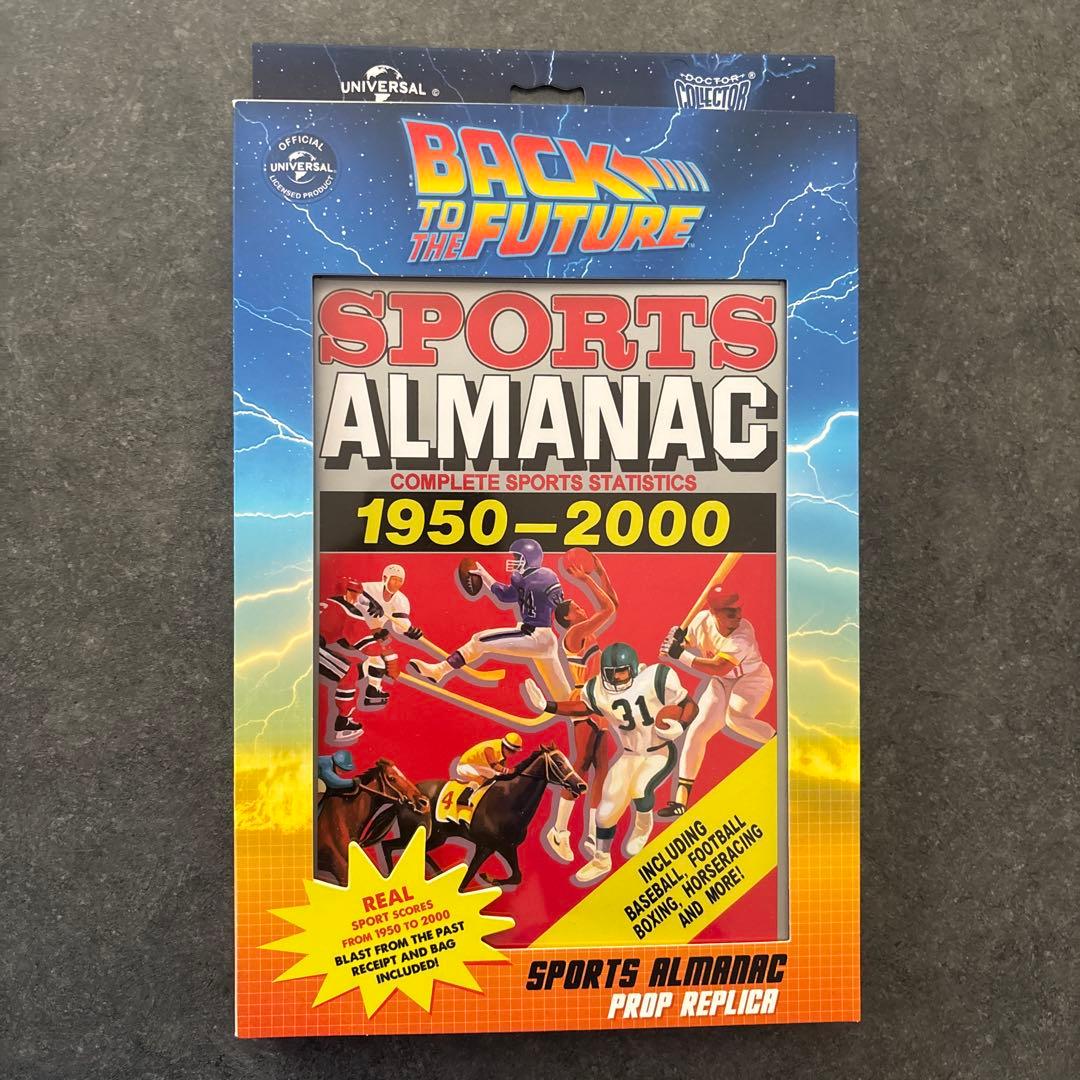 UNIVERSAL ©
DOCTOR ®
COLLECTOR
OFFICIAL
UNIVERSAL
LICENSED PRODUCT
BACK
TO
THE FUTURE ™
SPORTS
ALMANAC
COMPLETE SPORTS STATISTICS
1950–2000
31
4
INCLUDING
BASEBALL, FOOTBALL
BOXING, HORSERACING
AND MORE!
REAL
SPORT SCORES
FROM 1950 TO 2000
BLAST FROM THE PAST
RECEIPT AND BAG
INCLUDED!
SPORTS ALMANAC
PROP REPLICA